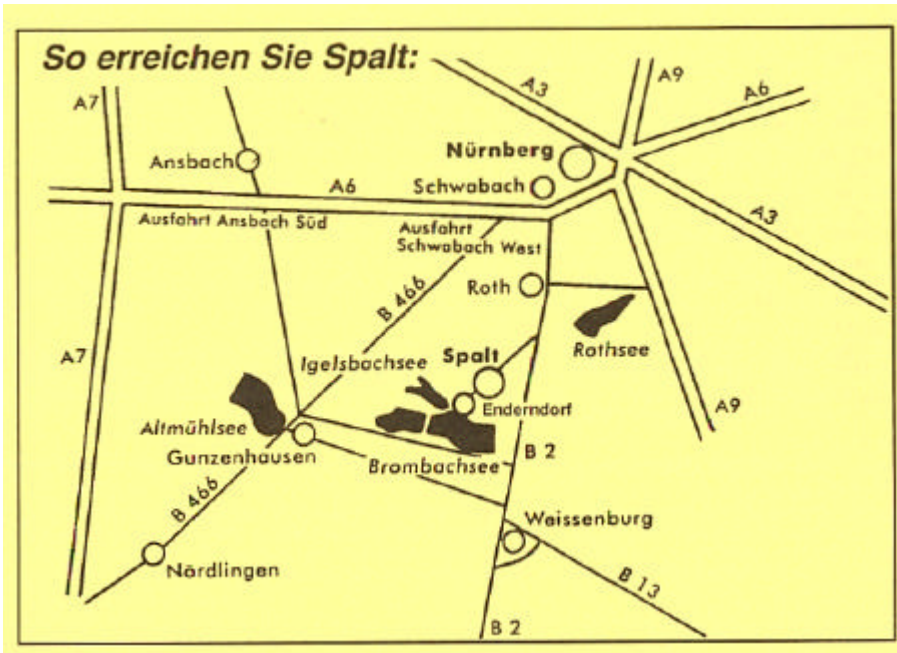 So erreichen Sie Spalt:
A7
A3
A9
A6
Ansbach
Nürnberg
Schwabach
A6
Ausfahrt Ansbach Süd
Ausfahrt
Schwabach West
A3
B 466
Roth
Rothsee
A7
Igelsbachsee
Spalt
Enderndorf
A9
Altmühlsee
Gunzenhausen
Brombachsee
B 2
B 466
Weissenburg
Nördlingen
B 13
B 2